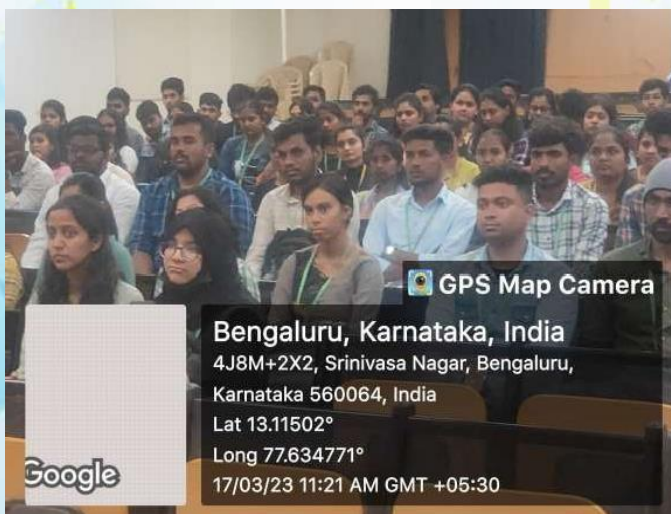 GPS Map Camera
Bengaluru, Karnataka, India
4J8M+2X2, Srinivasa Nagar, Bengaluru,
Karnataka 560064, India
Lat 13.11502°
Long 77.634771°
17/03/23 11:21 AM GMT +05:30
Google